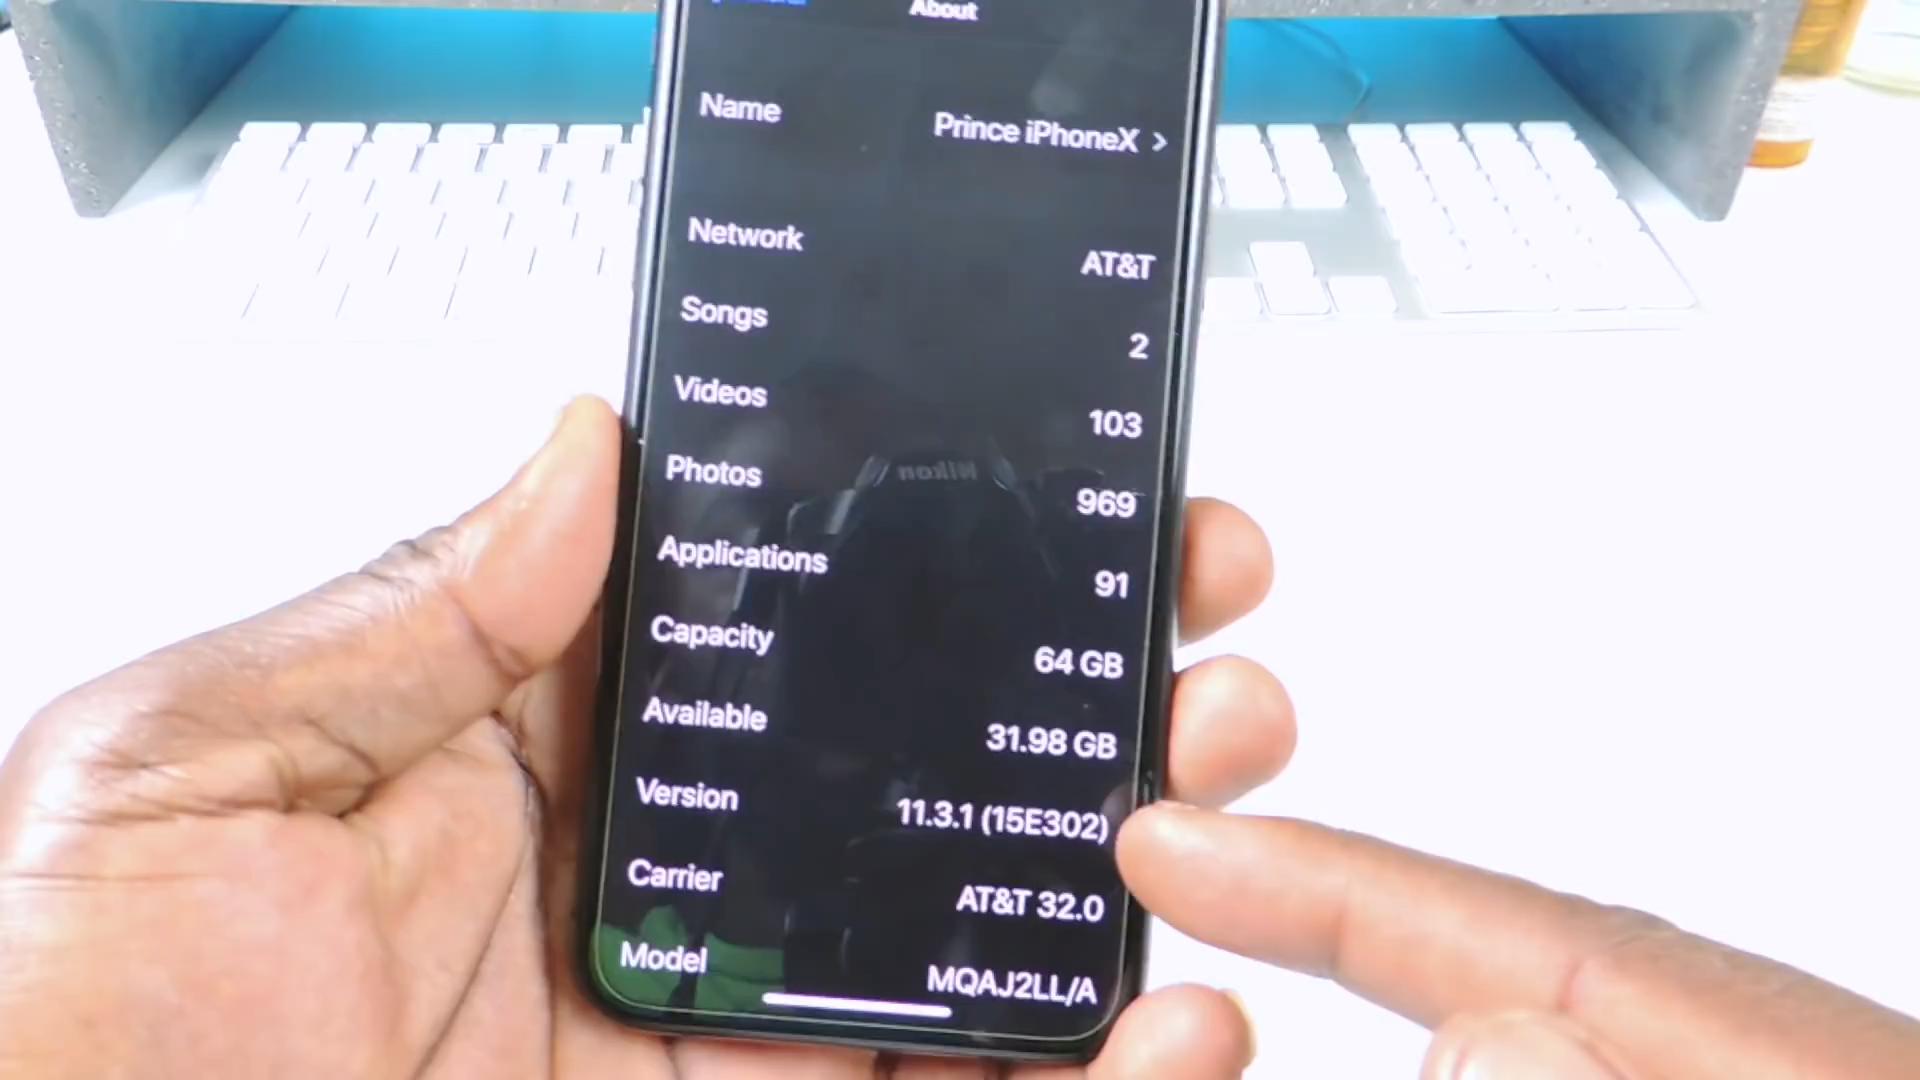 About
Name Prince iPhoneX >
Network AT&T
Songs 2
Videos 103
Photos 969
Applications 91
Capacity 64 GB
Available 31.98 GB
Version 11.3.1 (15E302)
Carrier AT&T 32.0
Model MQAJ2LL/A
Nikon